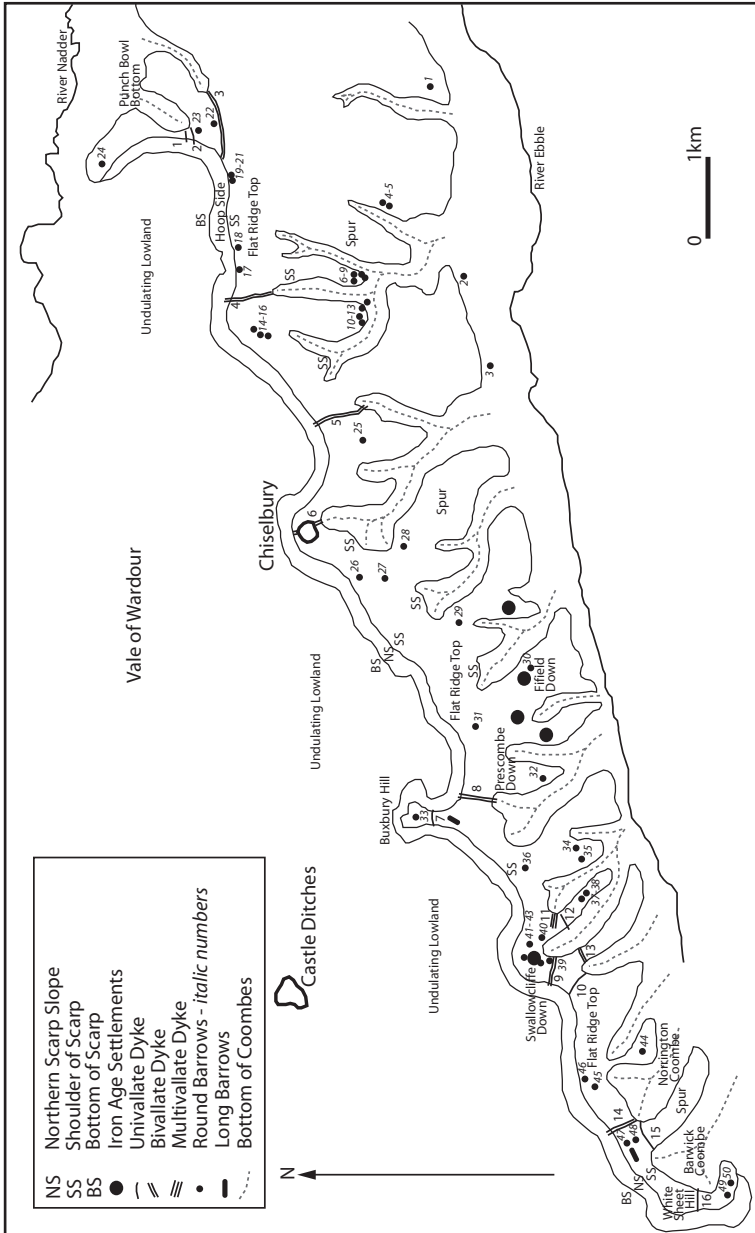 NS Northern Scarp Slope
SS Shoulder of Scarp
BS Bottom of Scarp
Iron Age Settlements
Univallate Dyke
Bivallate Dyke
Multivallate Dyke
Round Barrows - italic numbers
Long Barrows
Bottom of Coombes
N
Vale of Wardour
River Nadder
Punch Bowl
Bottom
24
23
22
1
2
3
BS
Hoop Side
SS
19-21
Flat Ridge Top
18
17
Undulating Lowland
4
14-16
SS
Spur
6-9
10-13
SS
4-5
1
2
3
River Ebble
0 1km
5
25
Chiselbury
6
SS
28
Spur
26
27
SS
29
BS
NS
SS
Undulating Lowland
Flat Ridge Top
SS
30
Fifield
Down
31
Prescombe
Down
32
8
Buxbury Hill
33
7
Castle Ditches
Undulating Lowland
SS
36
34
35
37-38
41-43
40
11
12
Swallowcliffe
Down
39
9
13
10
Flat Ridge Top
46
45
44
Norrington
Coombe
14
47
48
15
Spur
BS
NS
SS
Barwick
Coombe
White
Sheet
Hill
16
49
50